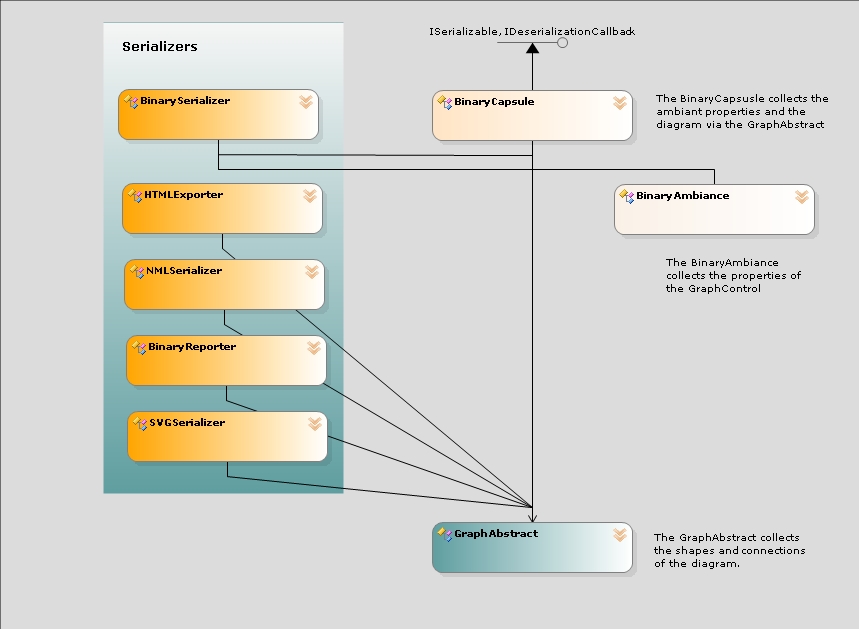 Serializers
ISerializable, IDeserializationCallback
BinarySerializer
BinaryCapsule
The BinaryCapsusle collects the
ambiant properties and the
diagram via the GraphAbstract
HTMLExporter
BinaryAmbiance
The BinaryAmbiance
collects the properties of
the GraphControl
NMLSerializer
BinaryReporter
SVGSerializer
GraphAbstract
The GraphAbstract collects
the shapes and connections
of the diagram.